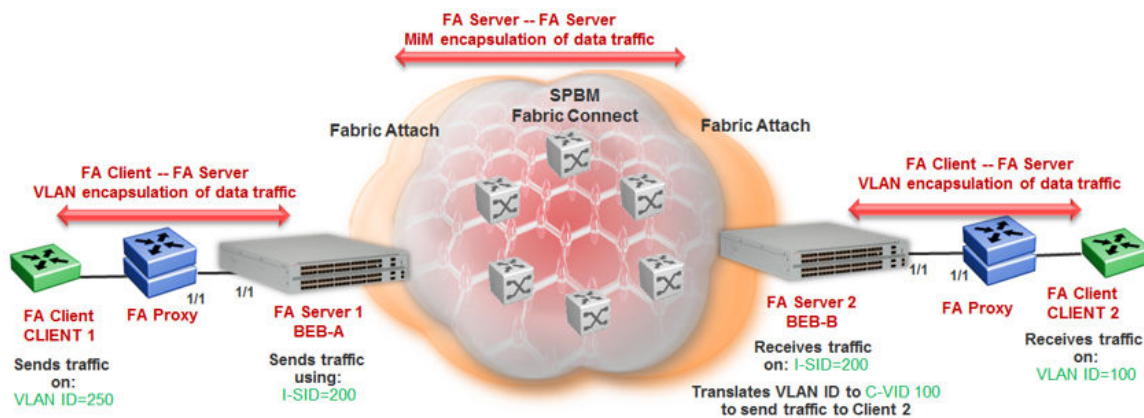 FA Server -- FA Server
MiM encapsulation of data traffic
SPBM
Fabric Connect
Fabric Attach
Fabric Attach
FA Client -- FA Server
VLAN encapsulation of data traffic
FA Client -- FA Server
VLAN encapsulation of data traffic
1/1
1/1
1/1
1/1
FA Client
CLIENT 1
FA Proxy
FA Server 1
BEB-A
FA Server 2
BEB-B
FA Proxy
FA Client
CLIENT 2
Sends traffic
on:
VLAN ID=250
Sends traffic
using:
I-SID=200
Receives traffic
on: I-SID=200
Translates VLAN ID to C-VID 100
to send traffic to Client 2
Receives traffic
on:
VLAN ID=100